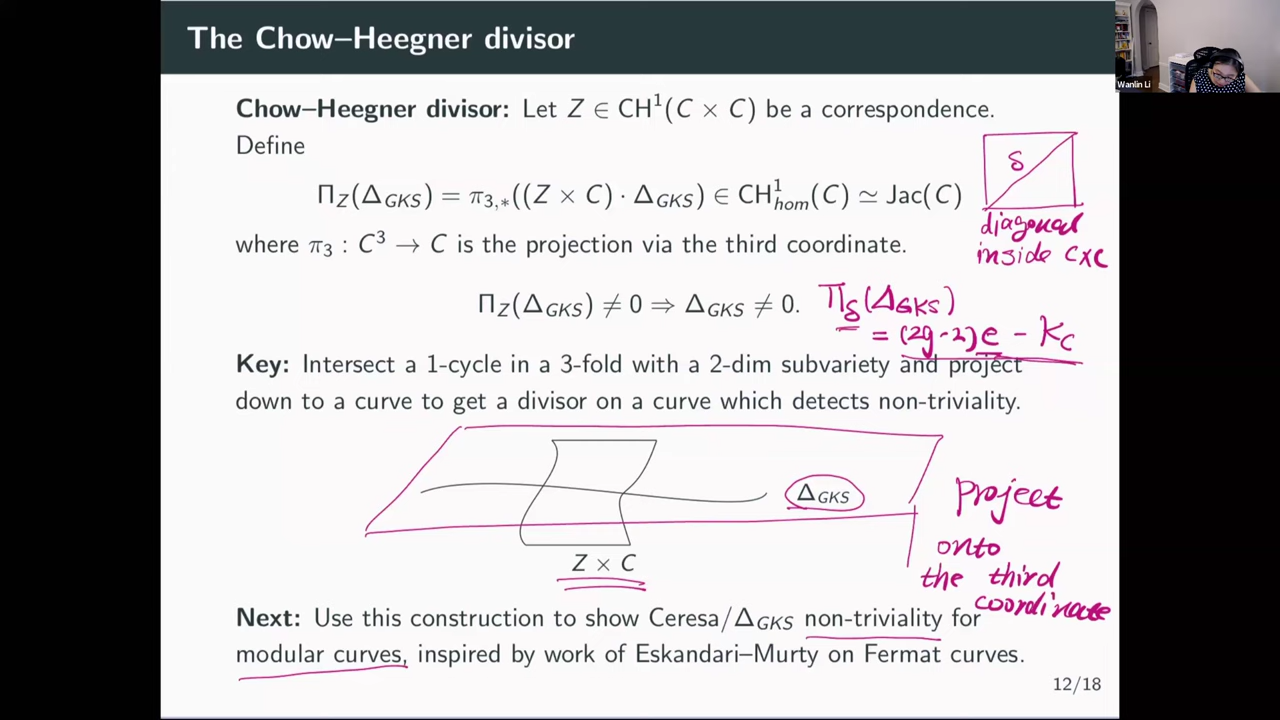 The Chow–Heegner divisor
Wanlin Li
Chow–Heegner divisor: Let Z ∈ CH¹(C × C) be a correspondence.
Define
δ
Π_Z(Δ_GKS) = π_{3,*}((Z × C) · Δ_GKS) ∈ CH¹_hom(C) ≃ Jac(C)
diagonal
inside C×C
where π₃ : C³ → C is the projection via the third coordinate.
Π_Z(Δ_GKS) ≠ 0 ⇒ Δ_GKS ≠ 0.
Π_δ(Δ_GKS)
= (2g-2)e - K_C
Key: Intersect a 1-cycle in a 3-fold with a 2-dim subvariety and project
down to a curve to get a divisor on a curve which detects non-triviality.
Δ_GKS
Z × C
Project
onto
the third
coordinate
Next: Use this construction to show Ceresa/Δ_GKS non-triviality for
modular curves, inspired by work of Eskandari–Murty on Fermat curves.
12/18